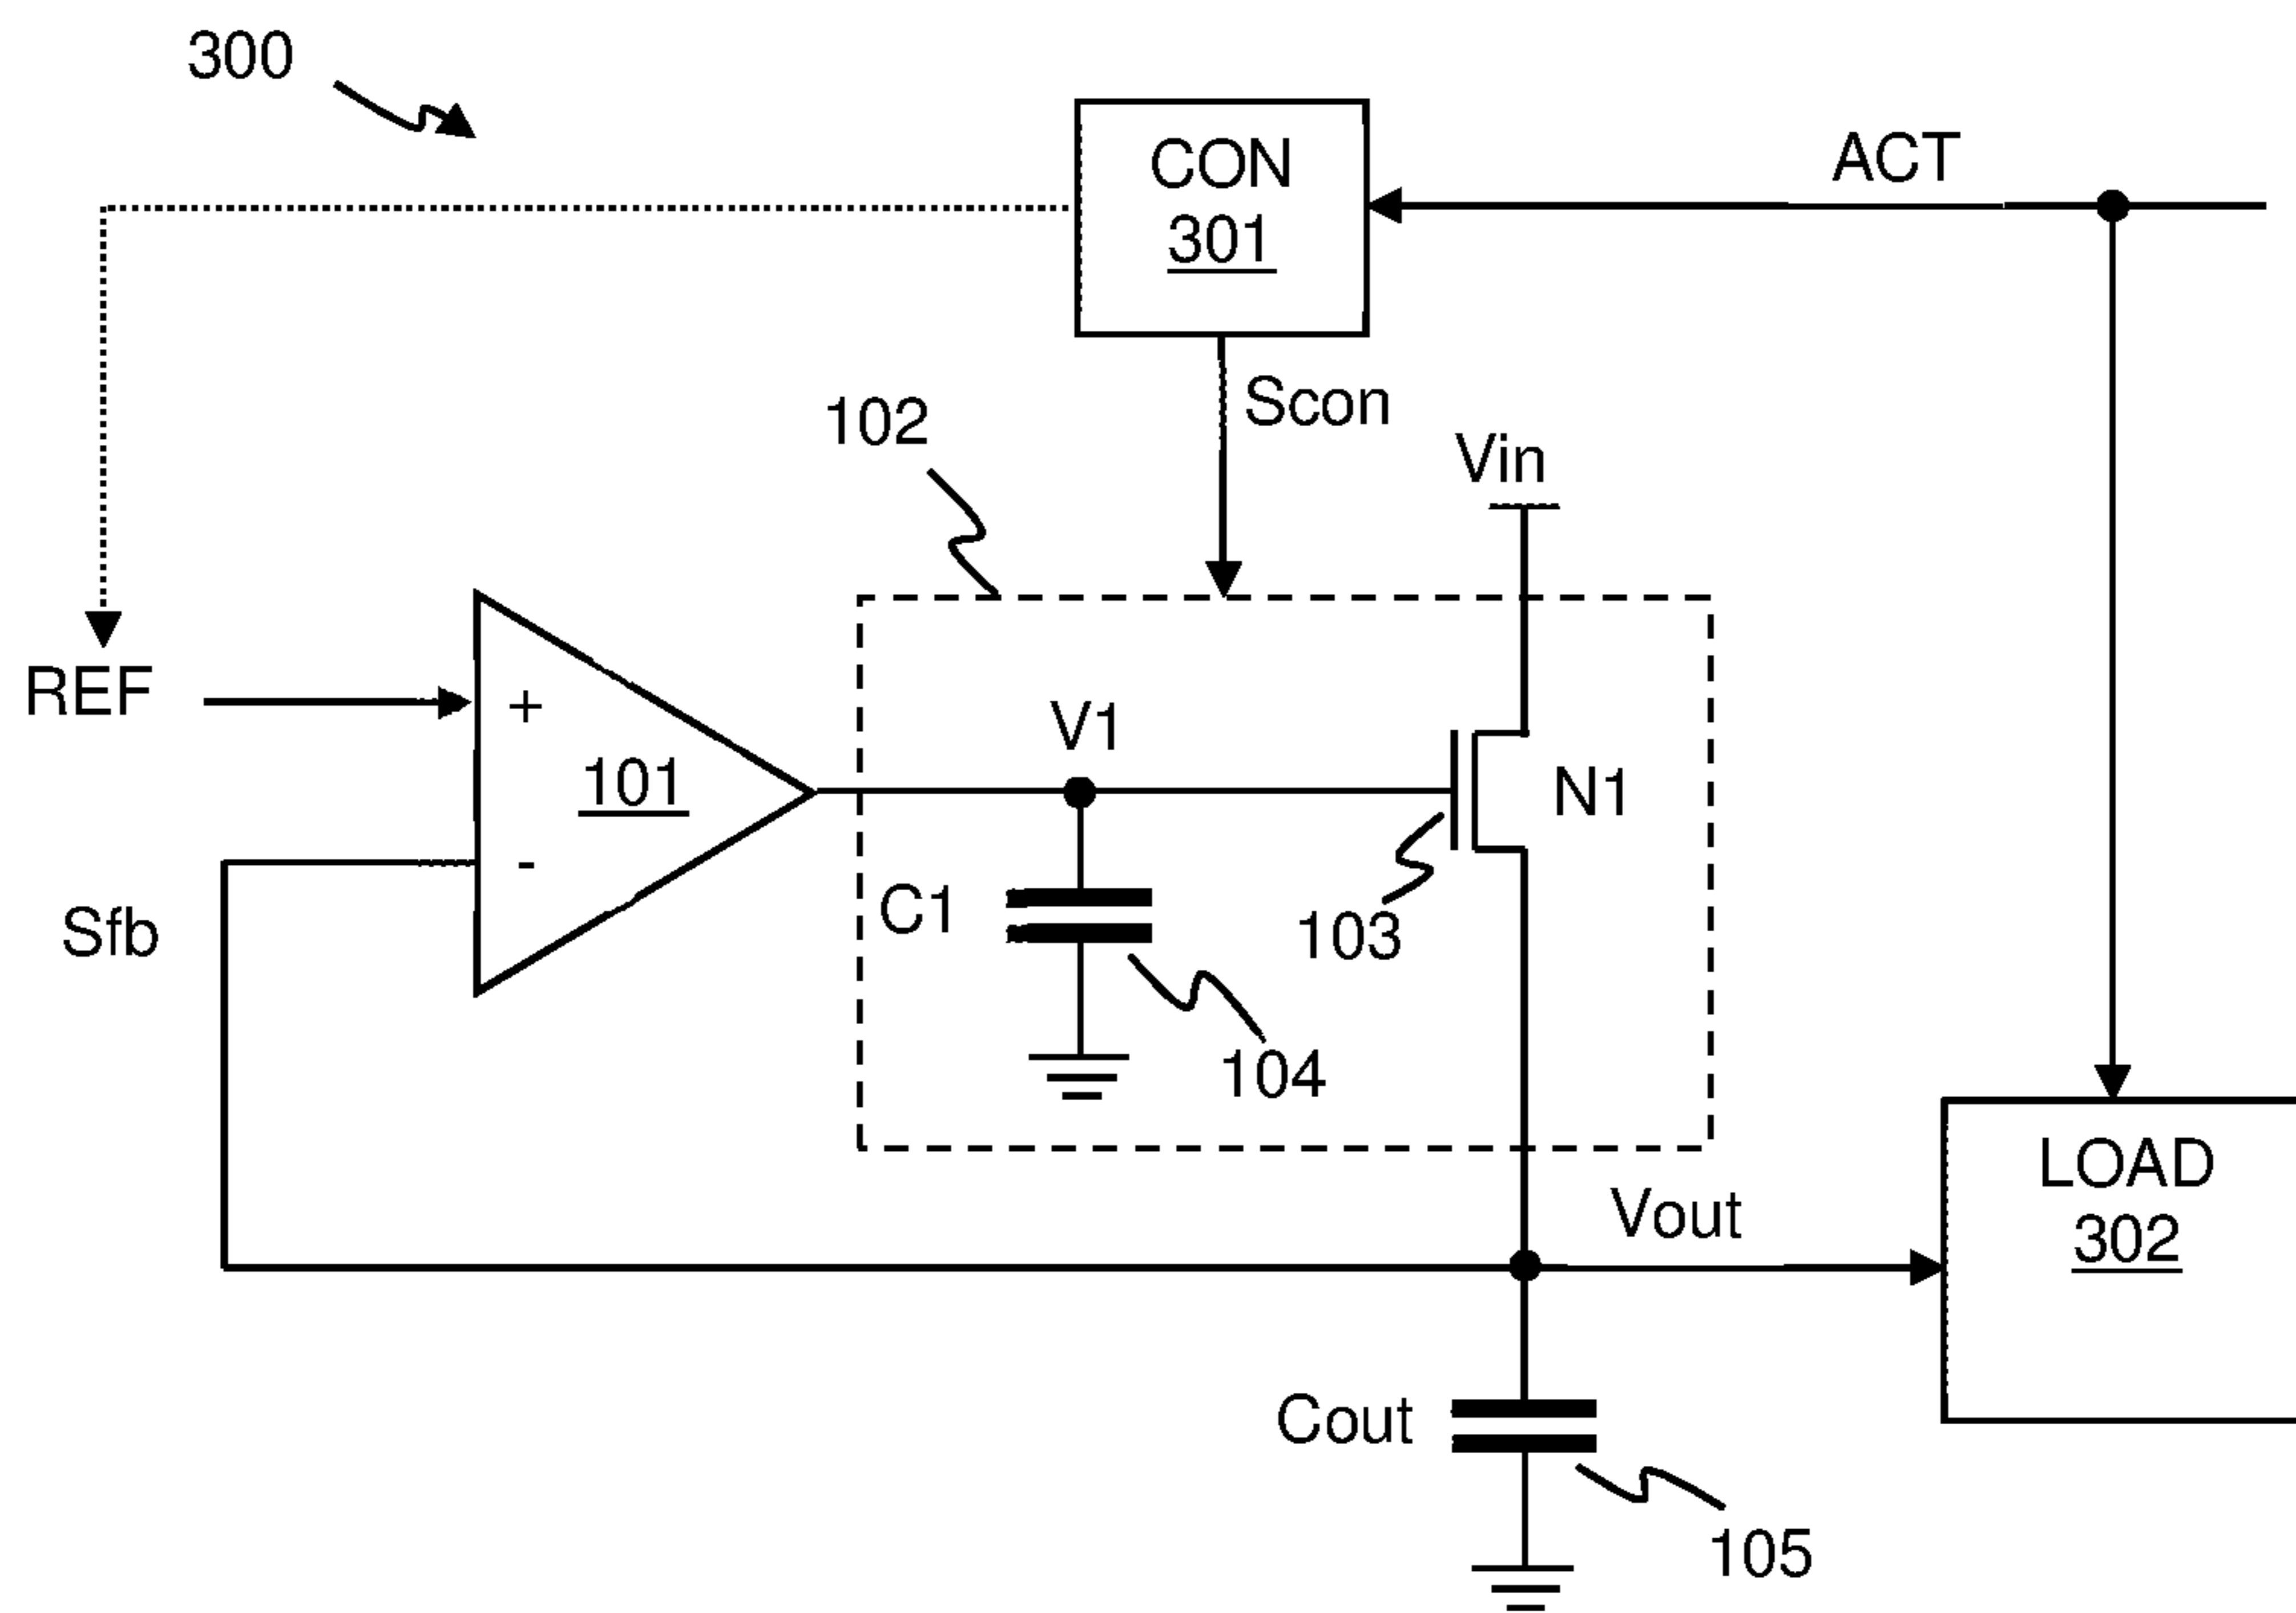 300
CON
301
ACT
Scon
102
Vin
REF
+
V1
101
N1
-
C1
Sfb
103
104
LOAD
302
Vout
Cout
105